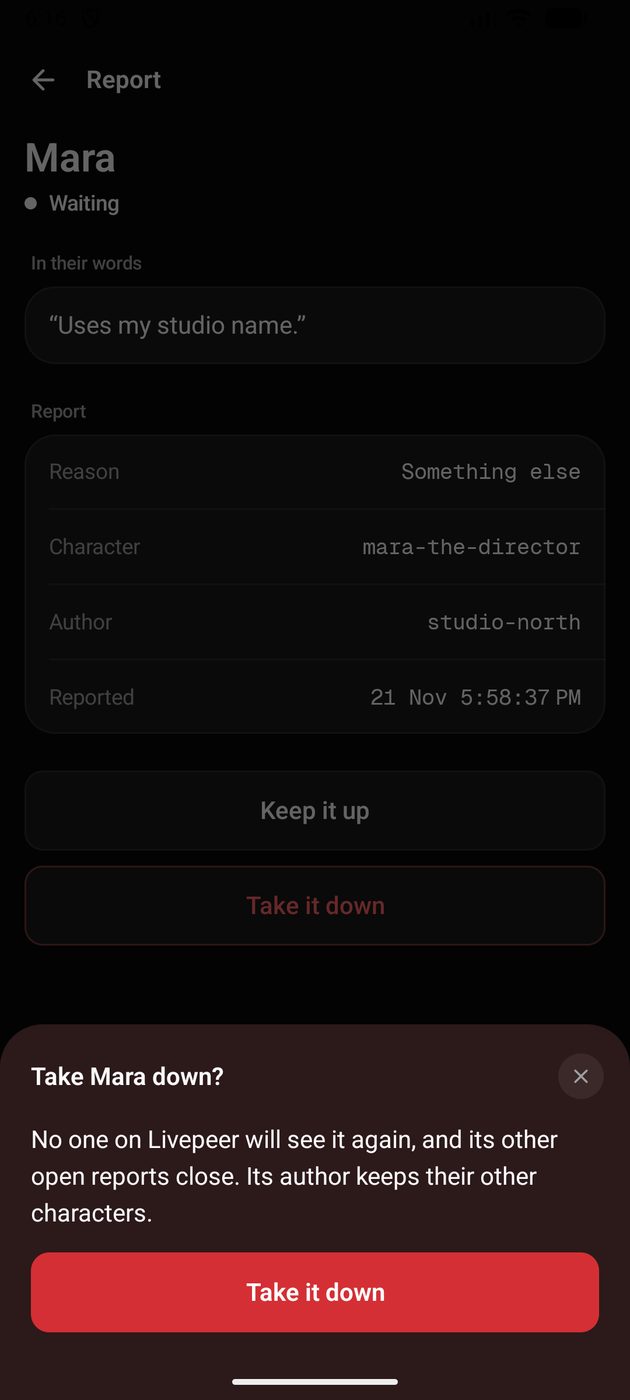 6:16
Report
Mara
Waiting
In their words
“Uses my studio name.”
Report
Reason Something else
Character mara-the-director
Author studio-north
Reported 21 Nov 5:58:37 PM
Keep it up
Take it down
Take Mara down?
No one on Livepeer will see it again, and its other
open reports close. Its author keeps their other
characters.
Take it down